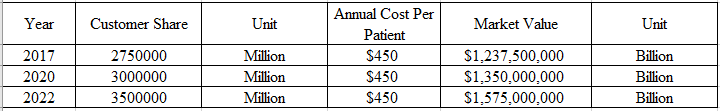 Year Customer Share Unit Annual Cost Per Patient Market Value Unit
2017 2750000 Million $450 $1,237,500,000 Billion
2020 3000000 Million $450 $1,350,000,000 Billion
2022 3500000 Million $450 $1,575,000,000 Billion